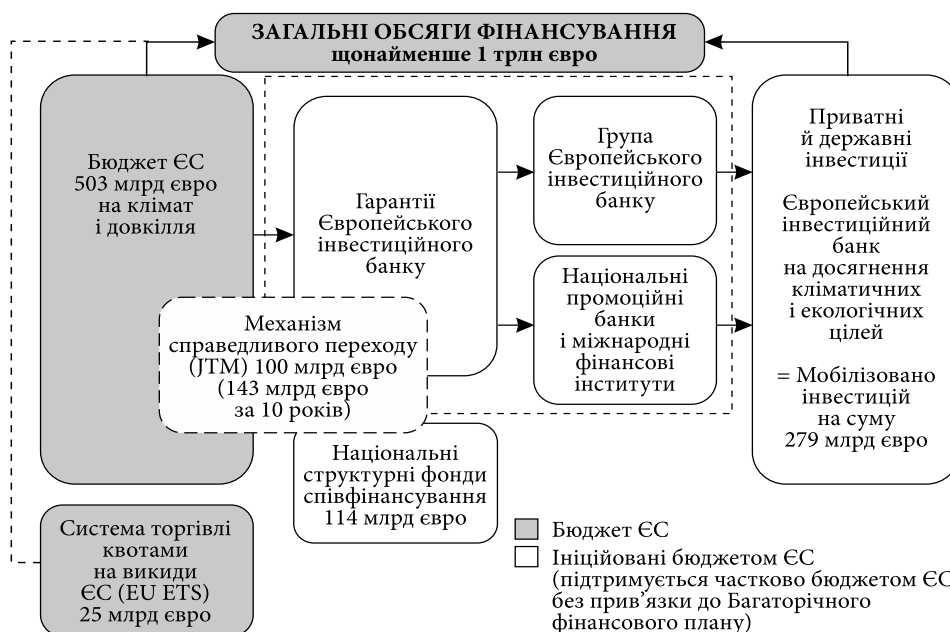 ЗАГАЛЬНІ ОБСЯГИ ФІНАНСУВАННЯ
щонайменше 1 трлн євро
Бюджет ЄС
503 млрд євро
на клімат
і довкілля
Гарантії
Європейського
інвестиційного
банку
Група
Європейського
інвестиційного
банку
Національні
промоційні
банки
і міжнародні
фінансові
інститути
Приватні
й державні
інвестиції
Європейський
інвестиційний
банк
на досягнення
кліматичних
і екологічних
цілей
= Мобілізовано
інвестицій
на суму
279 млрд євро
Механізм
справедливого переходу
(JTM) 100 млрд євро
(143 млрд євро
за 10 років)
Національні
структурні фонди
співфінансування
114 млрд євро
Система торгівлі
квотами
на викиди
ЄС (EU ETS)
25 млрд євро
Бюджет ЄС
Ініційовані бюджетом ЄС
(підтримується частково бюджетом ЄС
без прив’язки до Багаторічного
фінансового плану)